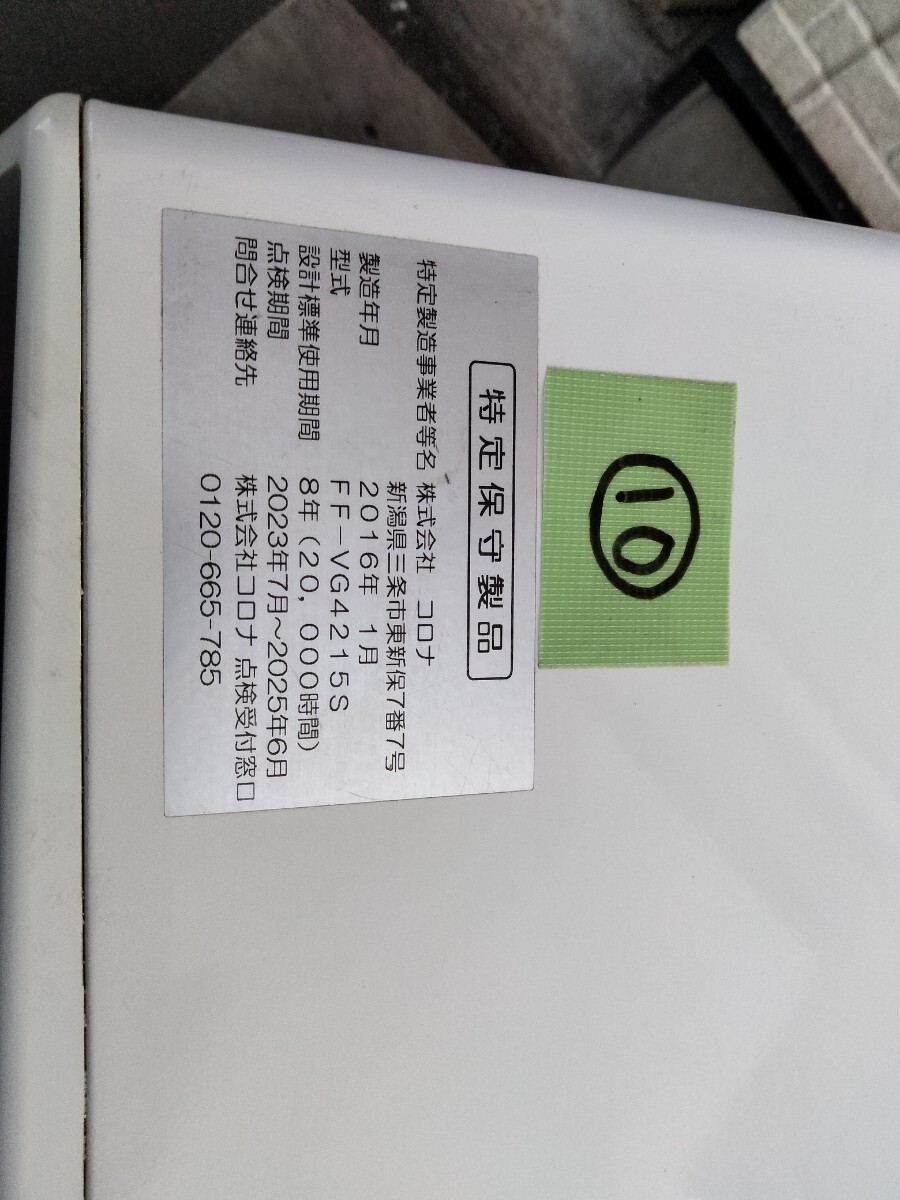 特定保守製品
特定製造事業者等名 株式会社 コロナ
新潟県三条市東新保7番7号
製造年月 2016年 1月
型式 FF-VG4215S
設計標準使用期間 8年(20,000時間)
点検期間 2023年7月~2025年6月
問合せ連絡先 株式会社コロナ 点検受付窓口
0120-665-785
⑩